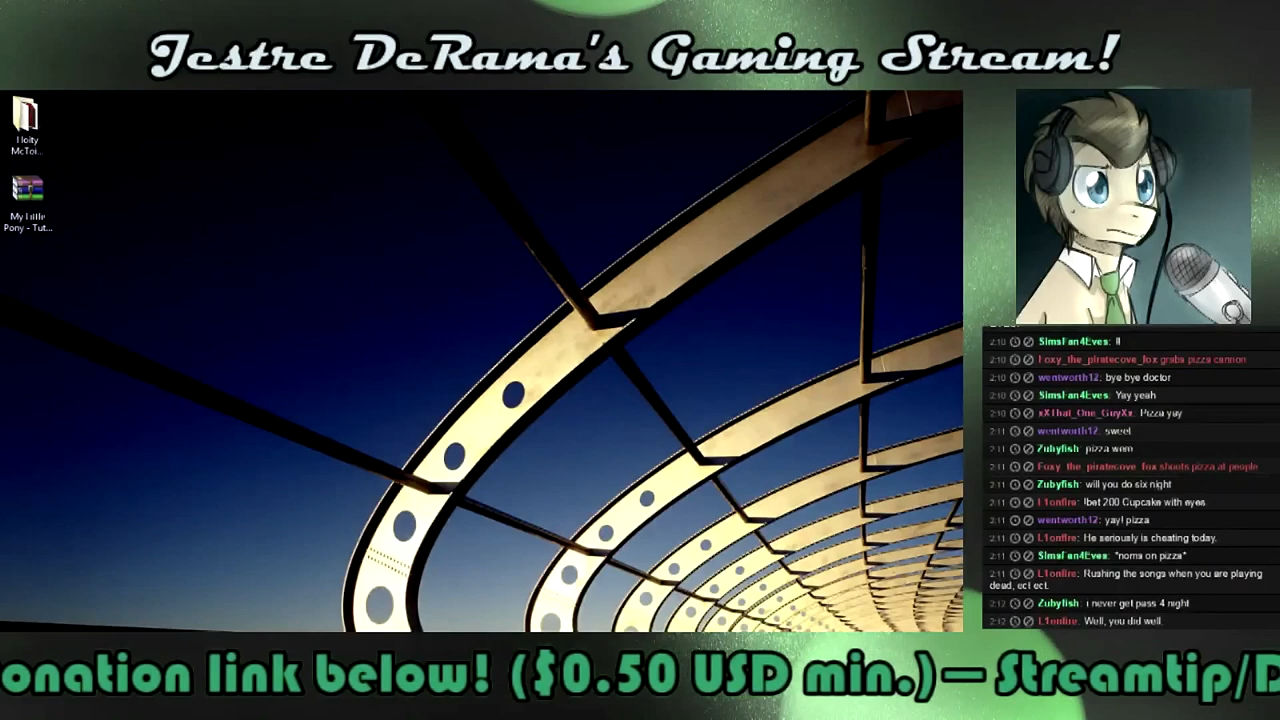 Jestre DeRama's Gaming Stream!
Hoity
McToi...
My Little
Pony - Tut...
2:10 SimsFan4Eves: ll
2:10 Foxy_the_piratecove_fox grabs pizza cannon
2:10 wentworth12: bye bye doctor
2:10 SimsFan4Eves: Yay yeah
2:10 xXThat_One_GuyXx: Pizza yay
2:11 wentworth12: sweet
2:11 Zubyfish: pizza wom
2:11 Foxy_the_piratecove_fox shoots pizza at people
2:11 Zubyfish: will you do six night
2:11 L1onfire: !bet 200 Cupcake with eyes
2:11 wentworth12: yay! pizza
2:11 L1onfire: He seriously is cheating today.
2:11 SimsFan4Eves: *noms on pizza*
2:11 L1onfire: Rushing the songs when you are playing
dead, ect ect.
2:12 Zubyfish: i never get pass 4 night
2:12 L1onfire: Well, you did well.
onation link below! ($0.50 USD min.) — Streamtip/D